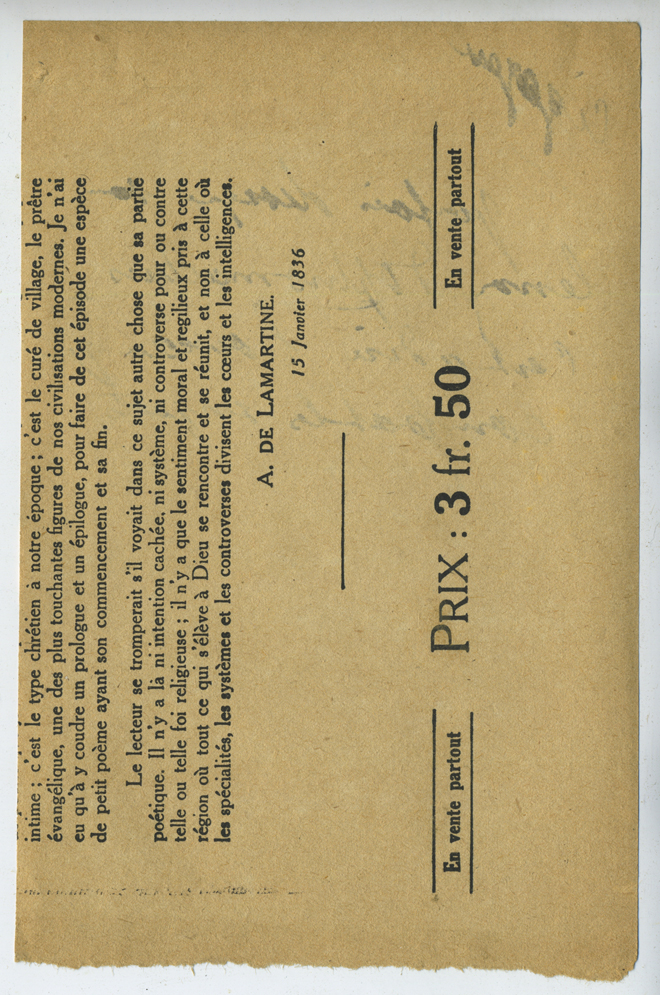 intime ; c'est le type chrétien à notre époque ; c'est le curé de village, le prêtre
évangélique, une des plus touchantes figures de nos civilisations modernes. Je n'ai
eu qu'à y coudre un prologue et un épilogue, pour faire de cet épisode une espèce
de petit poème ayant son commencement et sa fin.
Le lecteur se tromperait s'il voyait dans ce sujet autre chose que sa partie
poétique. Il n'y a là ni intention cachée, ni système, ni controverse pour ou contre
telle ou telle foi religieuse ; il n'y a que le sentiment moral et regilieux pris à cette
région où tout ce qui s'élève à Dieu se rencontre et se réunit, et non à celle où
les spécialités, les systèmes et les controverses divisent les cœurs et les intelligences.
A. DE LAMARTINE.
15 Janvier 1836
En vente partout
PRIX : 3 fr. 50
En vente partout